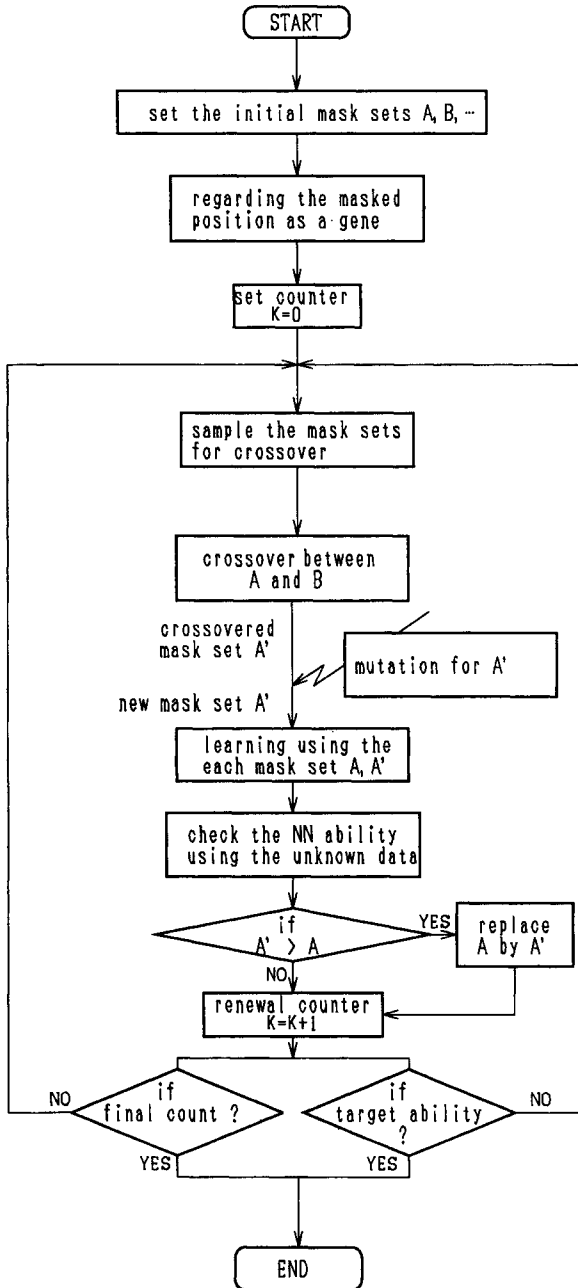 START
set the initial mask sets A, B, …
regarding the masked
position as a gene
set counter
K=0
sample the mask sets
for crossover
crossover between
A and B
crossovered
mask set A'
mutation for A'
new mask set A'
learning using the
each mask set A, A'
check the NN ability
using the unknown data
if
A' > A
YES
replace
A by A'
NO
renewal counter
K=K+1
if
final count ?
NO
YES
if
target ability
?
NO
YES
END